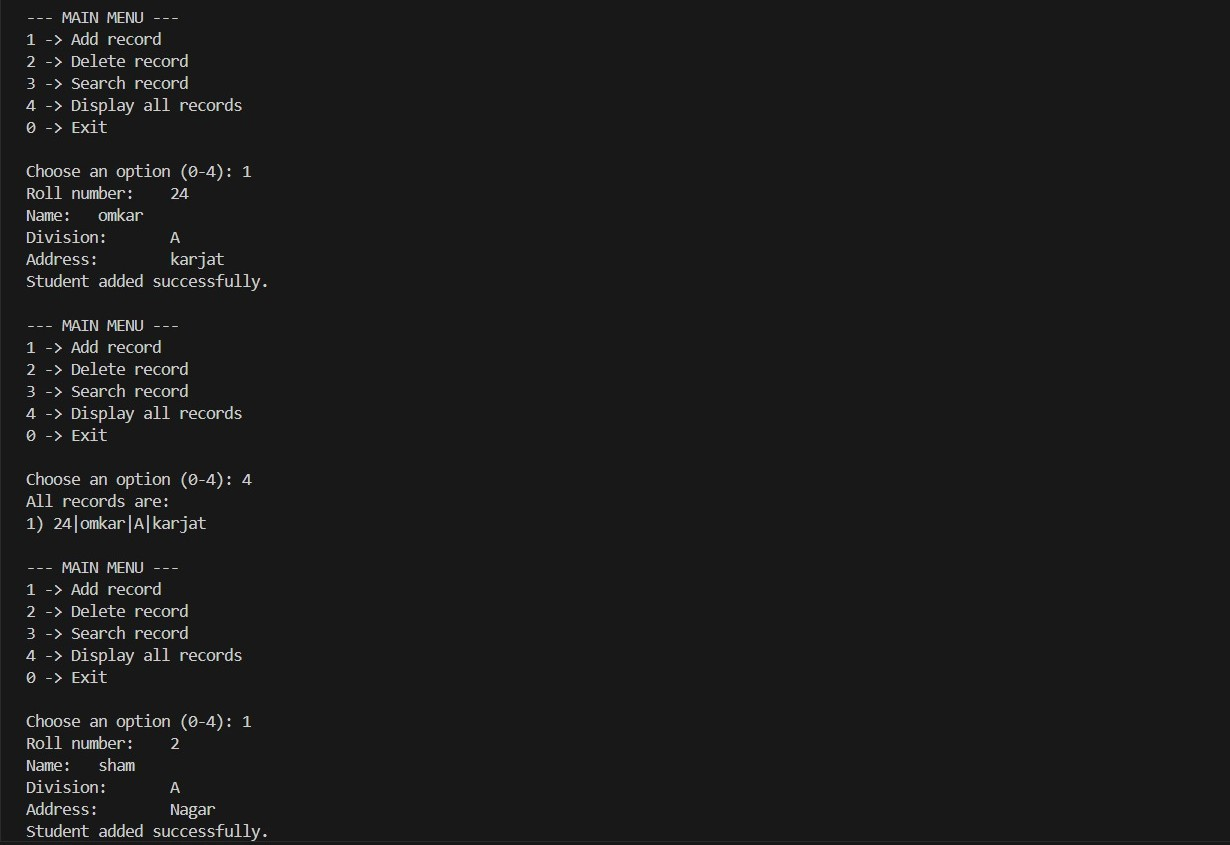 --- MAIN MENU ---
1 -> Add record
2 -> Delete record
3 -> Search record
4 -> Display all records
0 -> Exit
Choose an option (0-4): 1
Roll number:    24
Name:   omkar
Division:       A
Address:        karjat
Student added successfully.
--- MAIN MENU ---
1 -> Add record
2 -> Delete record
3 -> Search record
4 -> Display all records
0 -> Exit
Choose an option (0-4): 4
All records are:
1) 24|omkar|A|karjat
--- MAIN MENU ---
1 -> Add record
2 -> Delete record
3 -> Search record
4 -> Display all records
0 -> Exit
Choose an option (0-4): 1
Roll number:    2
Name:   sham
Division:       A
Address:        Nagar
Student added successfully.